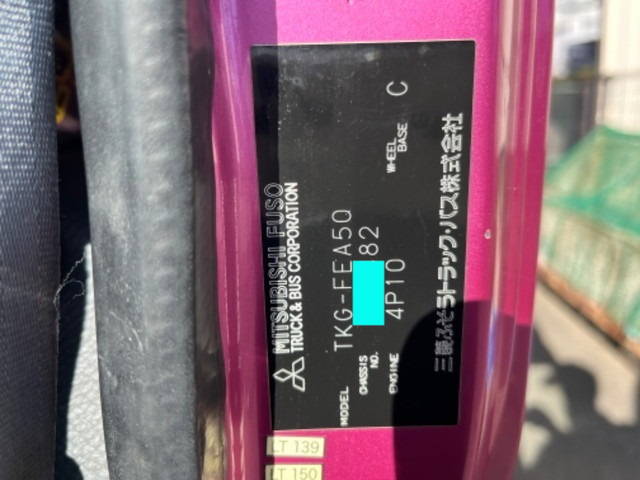 MITSUBISHI FUSO
TRUCK & BUS CORPORATION
MODEL TKG-FEA50
CHASSIS NO. 82
ENGINE 4P10 WHEEL BASE C
三菱ふそうトラック・バス株式会社
LT 139
LT 150